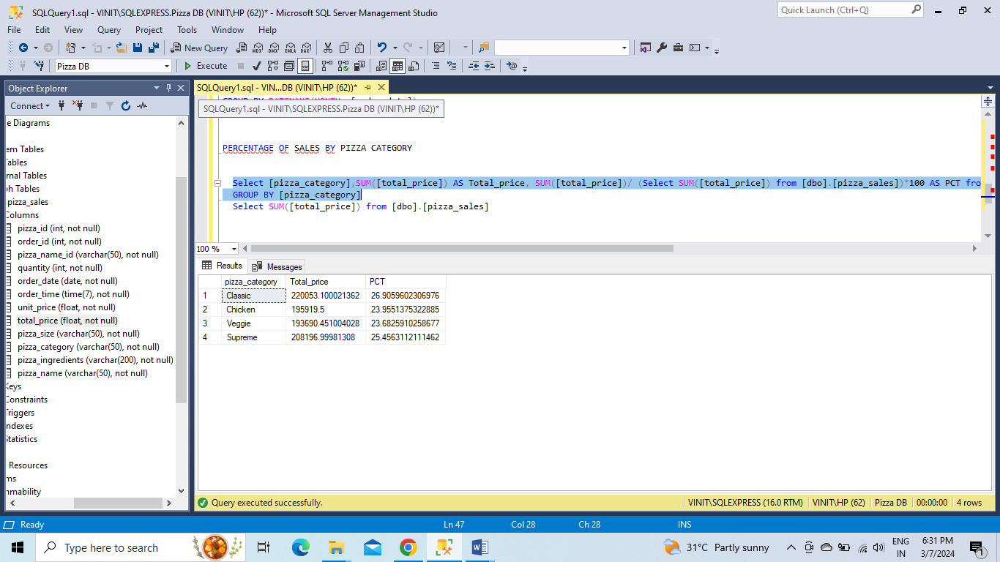 SQLQuery1.sql - VINIT\SQLEXPRESS.Pizza DB (VINIT\HP (62))* - Microsoft SQL Server Management Studio
Quick Launch (Ctrl+Q)
File Edit View Query Project Tools Window Help
New Query MDX DMX XMLA DAX
Pizza DB Execute
Object Explorer
Connect
e Diagrams
em Tables
Tables
rnal Tables
ph Tables
.pizza_sales
Columns
pizza_id (int, not null)
order_id (int, not null)
pizza_name_id (varchar(50), not null)
quantity (int, not null)
order_date (date, not null)
order_time (time(7), not null)
unit_price (float, not null)
total_price (float, not null)
pizza_size (varchar(50), not null)
pizza_category (varchar(50), not null)
pizza_ingredients (varchar(200), not null)
pizza_name (varchar(50), not null)
Keys
Constraints
Triggers
ndexes
Statistics
Resources
ms
mmability
SQLQuery1.sql - VIN...DB (VINIT\HP (62))*
SQLQuery1.sql - VINIT\SQLEXPRESS.Pizza DB (VINIT\HP (62))*
PERCENTAGE OF SALES BY PIZZA CATEGORY
Select [pizza_category],SUM([total_price]) AS Total_price, SUM([total_price])/ (Select SUM([total_price]) from [dbo].[pizza_sales])*100 AS PCT fro
GROUP BY [pizza_category]
Select SUM([total_price]) from [dbo].[pizza_sales]
100 %
Results Messages
pizza_category Total_price PCT
1 Classic 220053.100021362 26.9059602306976
2 Chicken 195919.5 23.9551375322885
3 Veggie 193690.451004028 23.6825910258677
4 Supreme 208196.99981308 25.4563112111462
Query executed successfully.
VINIT\SQLEXPRESS (16.0 RTM) VINIT\HP (62) Pizza DB 00:00:00 4 rows
Ready Ln 47 Col 28 Ch 28 INS
Type here to search
31°C Partly sunny
ENG
IN
6:31 PM
3/7/2024
1